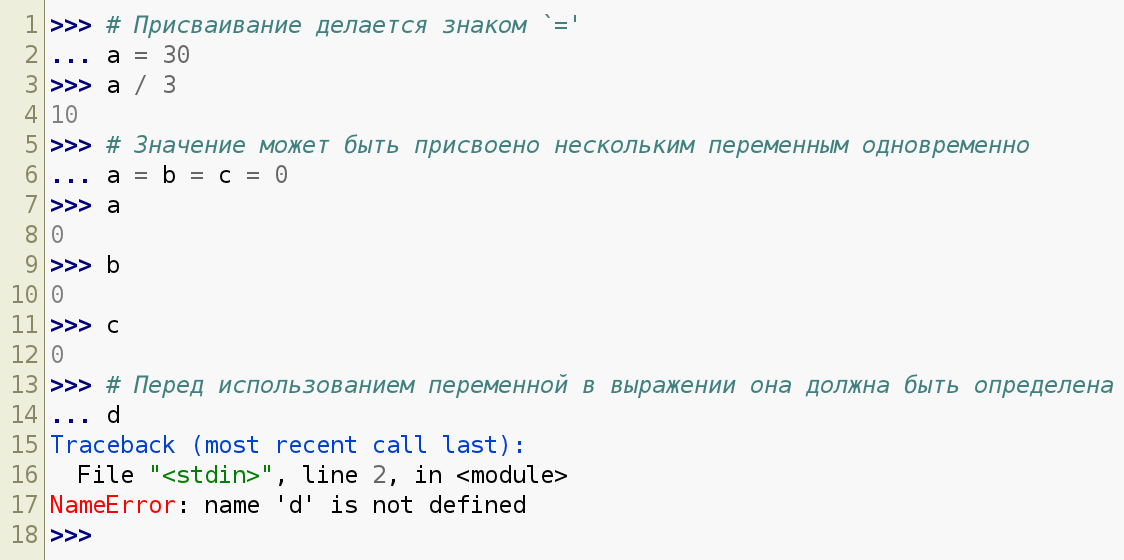 1 >>> # Присваивание делается знаком `='
2 ... a = 30
3 >>> a / 3
4 10
5 >>> # Значение может быть присвоено нескольким переменным одновременно
6 ... a = b = c = 0
7 >>> a
8 0
9 >>> b
10 0
11 >>> c
12 0
13 >>> # Перед использованием переменной в выражении она должна быть определена
14 ... d
15 Traceback (most recent call last):
16   File "<stdin>", line 2, in <module>
17 NameError: name 'd' is not defined
18 >>>